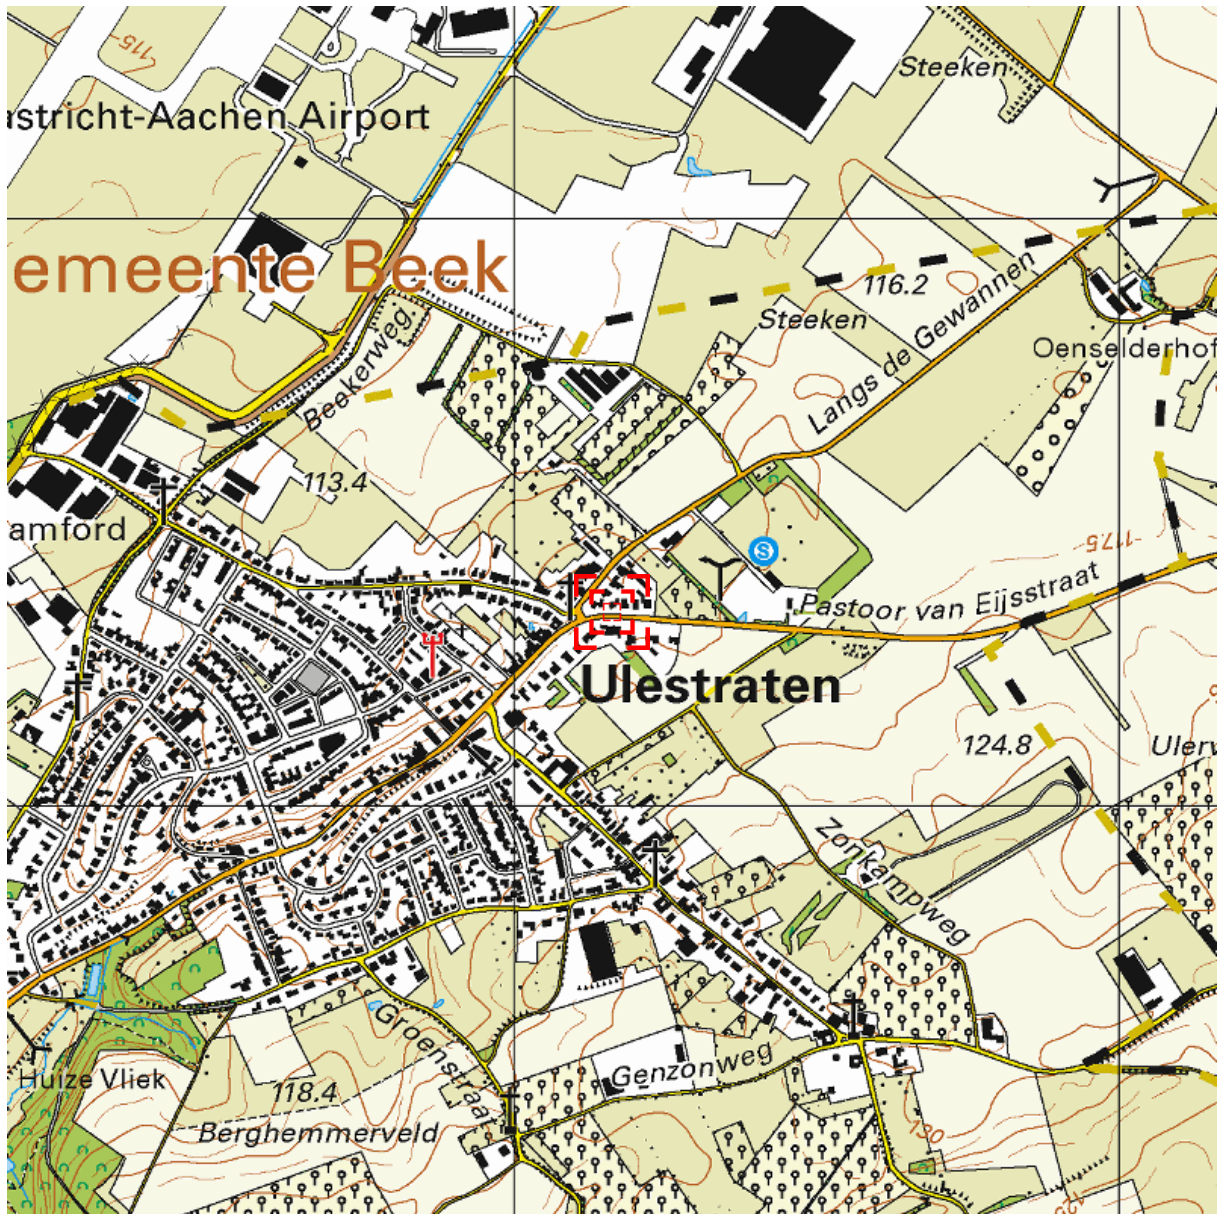 115
Steeken
astricht-Aachen Airport
emeente Beek
116.2
Steeken
Langs de Gewannen
Oenselderhof
Beekerweg
113.4
amford
S
117.5
Pastoor van Eijsstraat
Ulestraten
124.8
Ulerv
Zonkampweg
Groenstraat
Genzonweg
Huize Vliek
118.4
Berghemmerveld
130